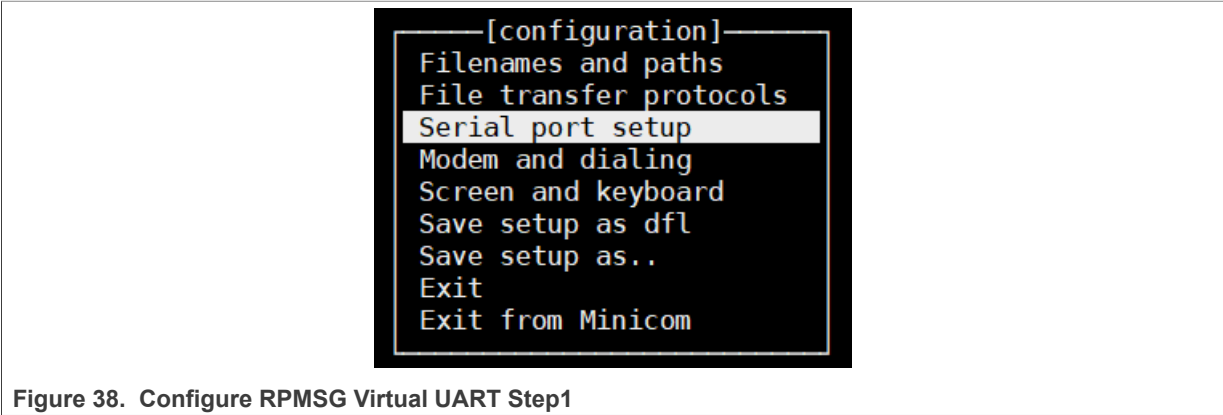 [configuration]
Filenames and paths
File transfer protocols
Serial port setup
Modem and dialing
Screen and keyboard
Save setup as dfl
Save setup as..
Exit
Exit from Minicom
Figure 38. Configure RPMSG Virtual UART Step1